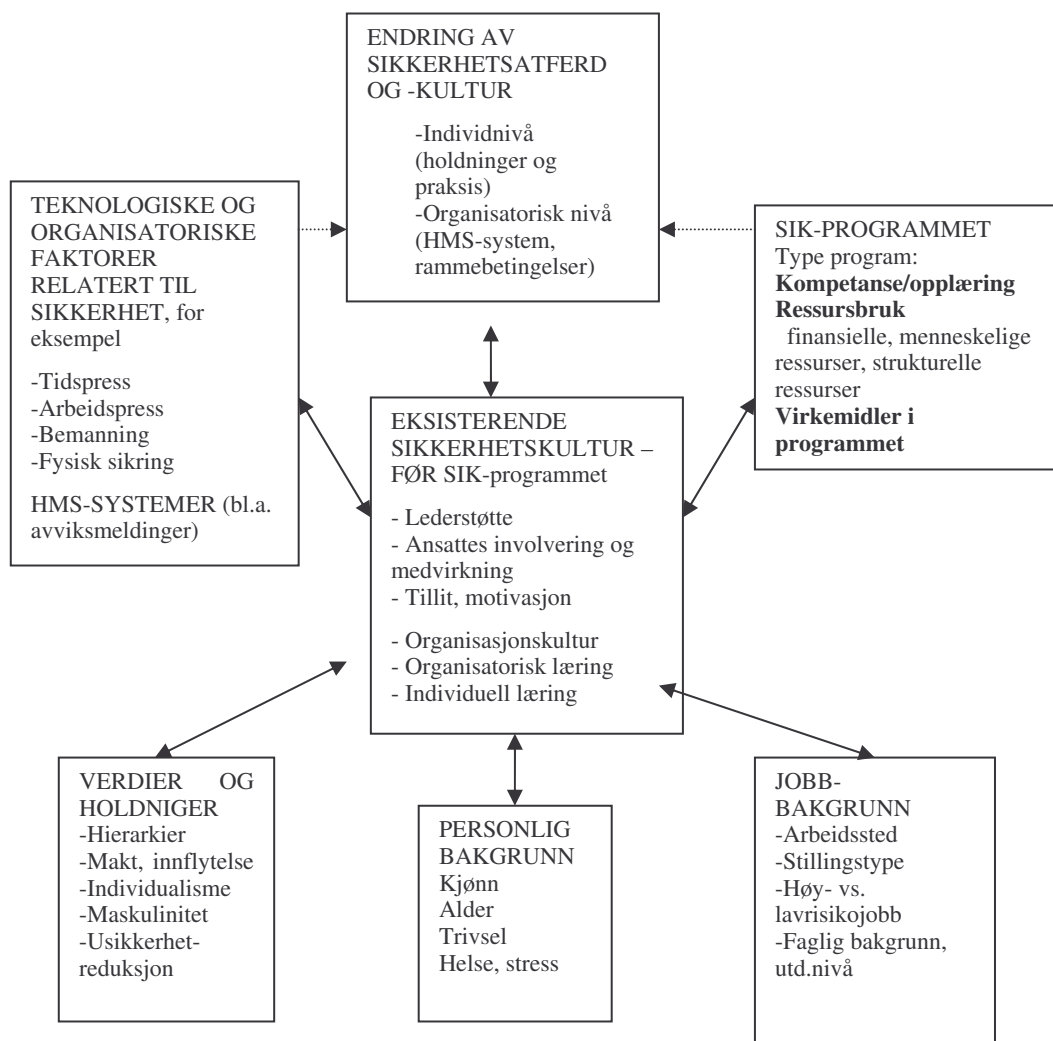 ENDRING AV
SIKKERHETSATFERD
OG -KULTUR
-Individnivå
(holdninger og
praksis)
-Organisatorisk nivå
(HMS-system,
rammebetingelser)
TEKNOLOGISKE OG
ORGANISATORISKE
FAKTORER
RELATERT TIL
SIKKERHET, for
eksempel
-Tidspress
-Arbeidspress
-Bemanning
-Fysisk sikring
HMS-SYSTEMER (bl.a.
avviksmeldinger)
SIK-PROGRAMMET
Type program:
Kompetanse/opplæring
Ressursbruk
finansielle, menneskelige
ressurser, strukturelle
ressurser
Virkemidler i
programmet
EKSISTERENDE
SIKKERHETSKULTUR –
FØR SIK-programmet
- Lederstøtte
- Ansattes involvering og
medvirkning
- Tillit, motivasjon
- Organisasjonskultur
- Organisatorisk læring
- Individuell læring
VERDIER OG
HOLDNIGER
-Hierarkier
-Makt, innflytelse
-Individualisme
-Maskulinitet
-Usikkerhet-
reduksjon
PERSONLIG
BAKGRUNN
Kjønn
Alder
Trivsel
Helse, stress
JOBB-
BAKGRUNN
-Arbeidssted
-Stillingstype
-Høy- vs.
lavrisikojobb
-Faglig bakgrunn,
utd.nivå